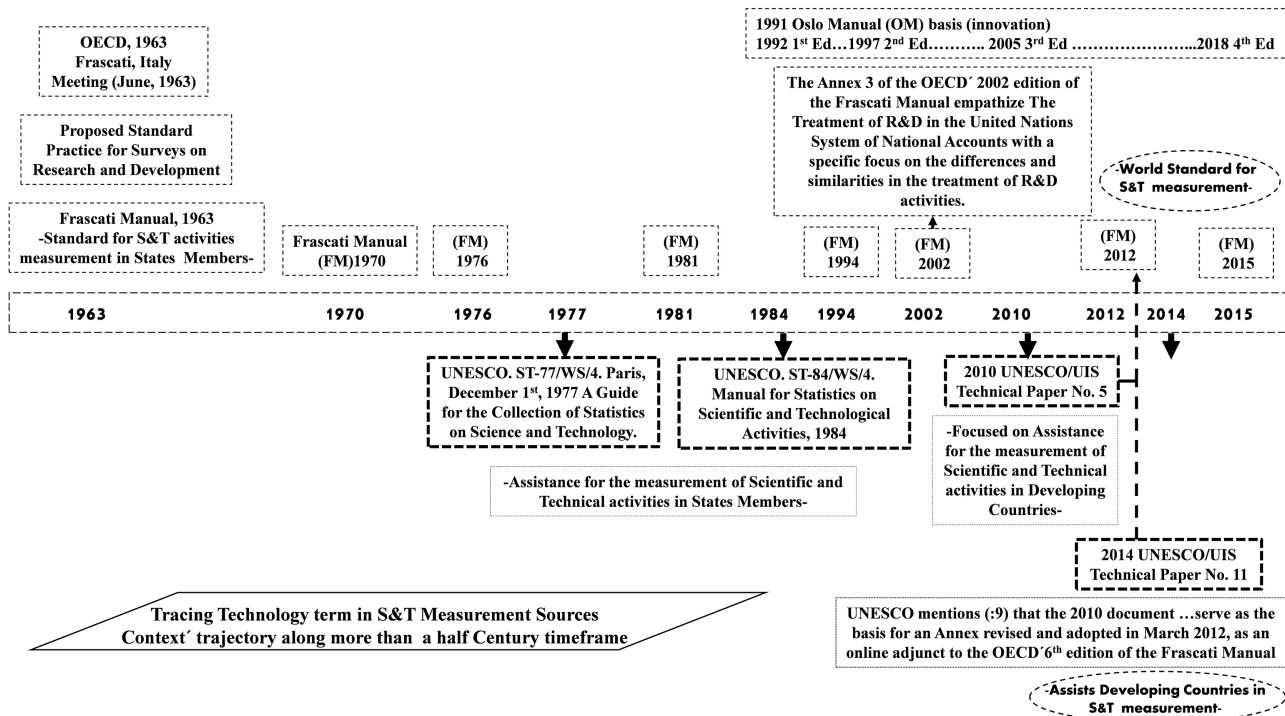 1991 Oslo Manual (OM) basis (innovation)
1992 1st Ed…1997 2nd Ed……….. 2005 3rd Ed …………………...2018 4th Ed
OECD, 1963
Frascati, Italy
Meeting (June, 1963)
The Annex 3 of the OECD´ 2002 edition of
the Frascati Manual empathize The
Treatment of R&D in the United Nations
System of National Accounts with a
specific focus on the differences and
similarities in the treatment of R&D
activities.
Proposed Standard
Practice for Surveys on
Research and Development
-World Standard for
S&T measurement-
Frascati Manual, 1963
-Standard for S&T activities
measurement in States Members-
Frascati Manual
(FM)1970
(FM)
1976
(FM)
1981
(FM)
1994
(FM)
2002
(FM)
2012
(FM)
2015
1963 1970 1976 1977 1981 1984 1994 2002 2010 2012 2014 2015
UNESCO. ST-77/WS/4. Paris,
December 1st, 1977 A Guide
for the Collection of Statistics
on Science and Technology.
UNESCO. ST-84/WS/4.
Manual for Statistics on
Scientific and Technological
Activities, 1984
2010 UNESCO/UIS
Technical Paper No. 5
-Assistance for the measurement of Scientific and
Technical activities in States Members-
-Focused on Assistance
for the measurement of
Scientific and Technical
activities in Developing
Countries-
2014 UNESCO/UIS
Technical Paper No. 11
Tracing Technology term in S&T Measurement Sources
Context´ trajectory along more than a half Century timeframe
UNESCO mentions (:9) that the 2010 document …serve as the
basis for an Annex revised and adopted in March 2012, as an
online adjunct to the OECD´6th edition of the Frascati Manual
-Assists Developing Countries in
S&T measurement-